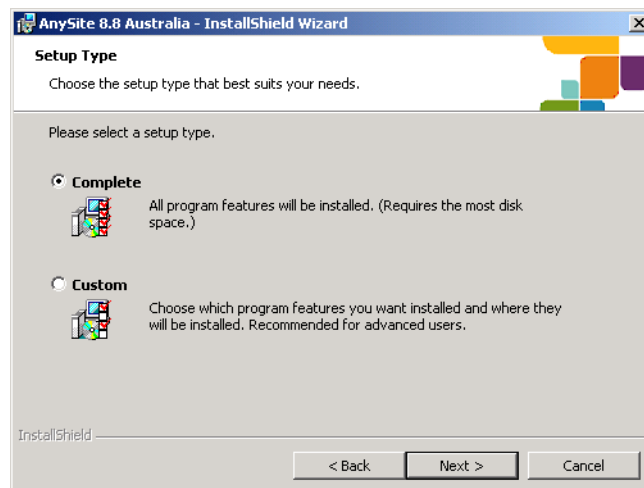 AnySite 8.8 Australia - InstallShield Wizard
Setup Type
Choose the setup type that best suits your needs.
Please select a setup type.
Complete
All program features will be installed. (Requires the most disk
space.)
Custom
Choose which program features you want installed and where they
will be installed. Recommended for advanced users.
InstallShield
< Back Next > Cancel